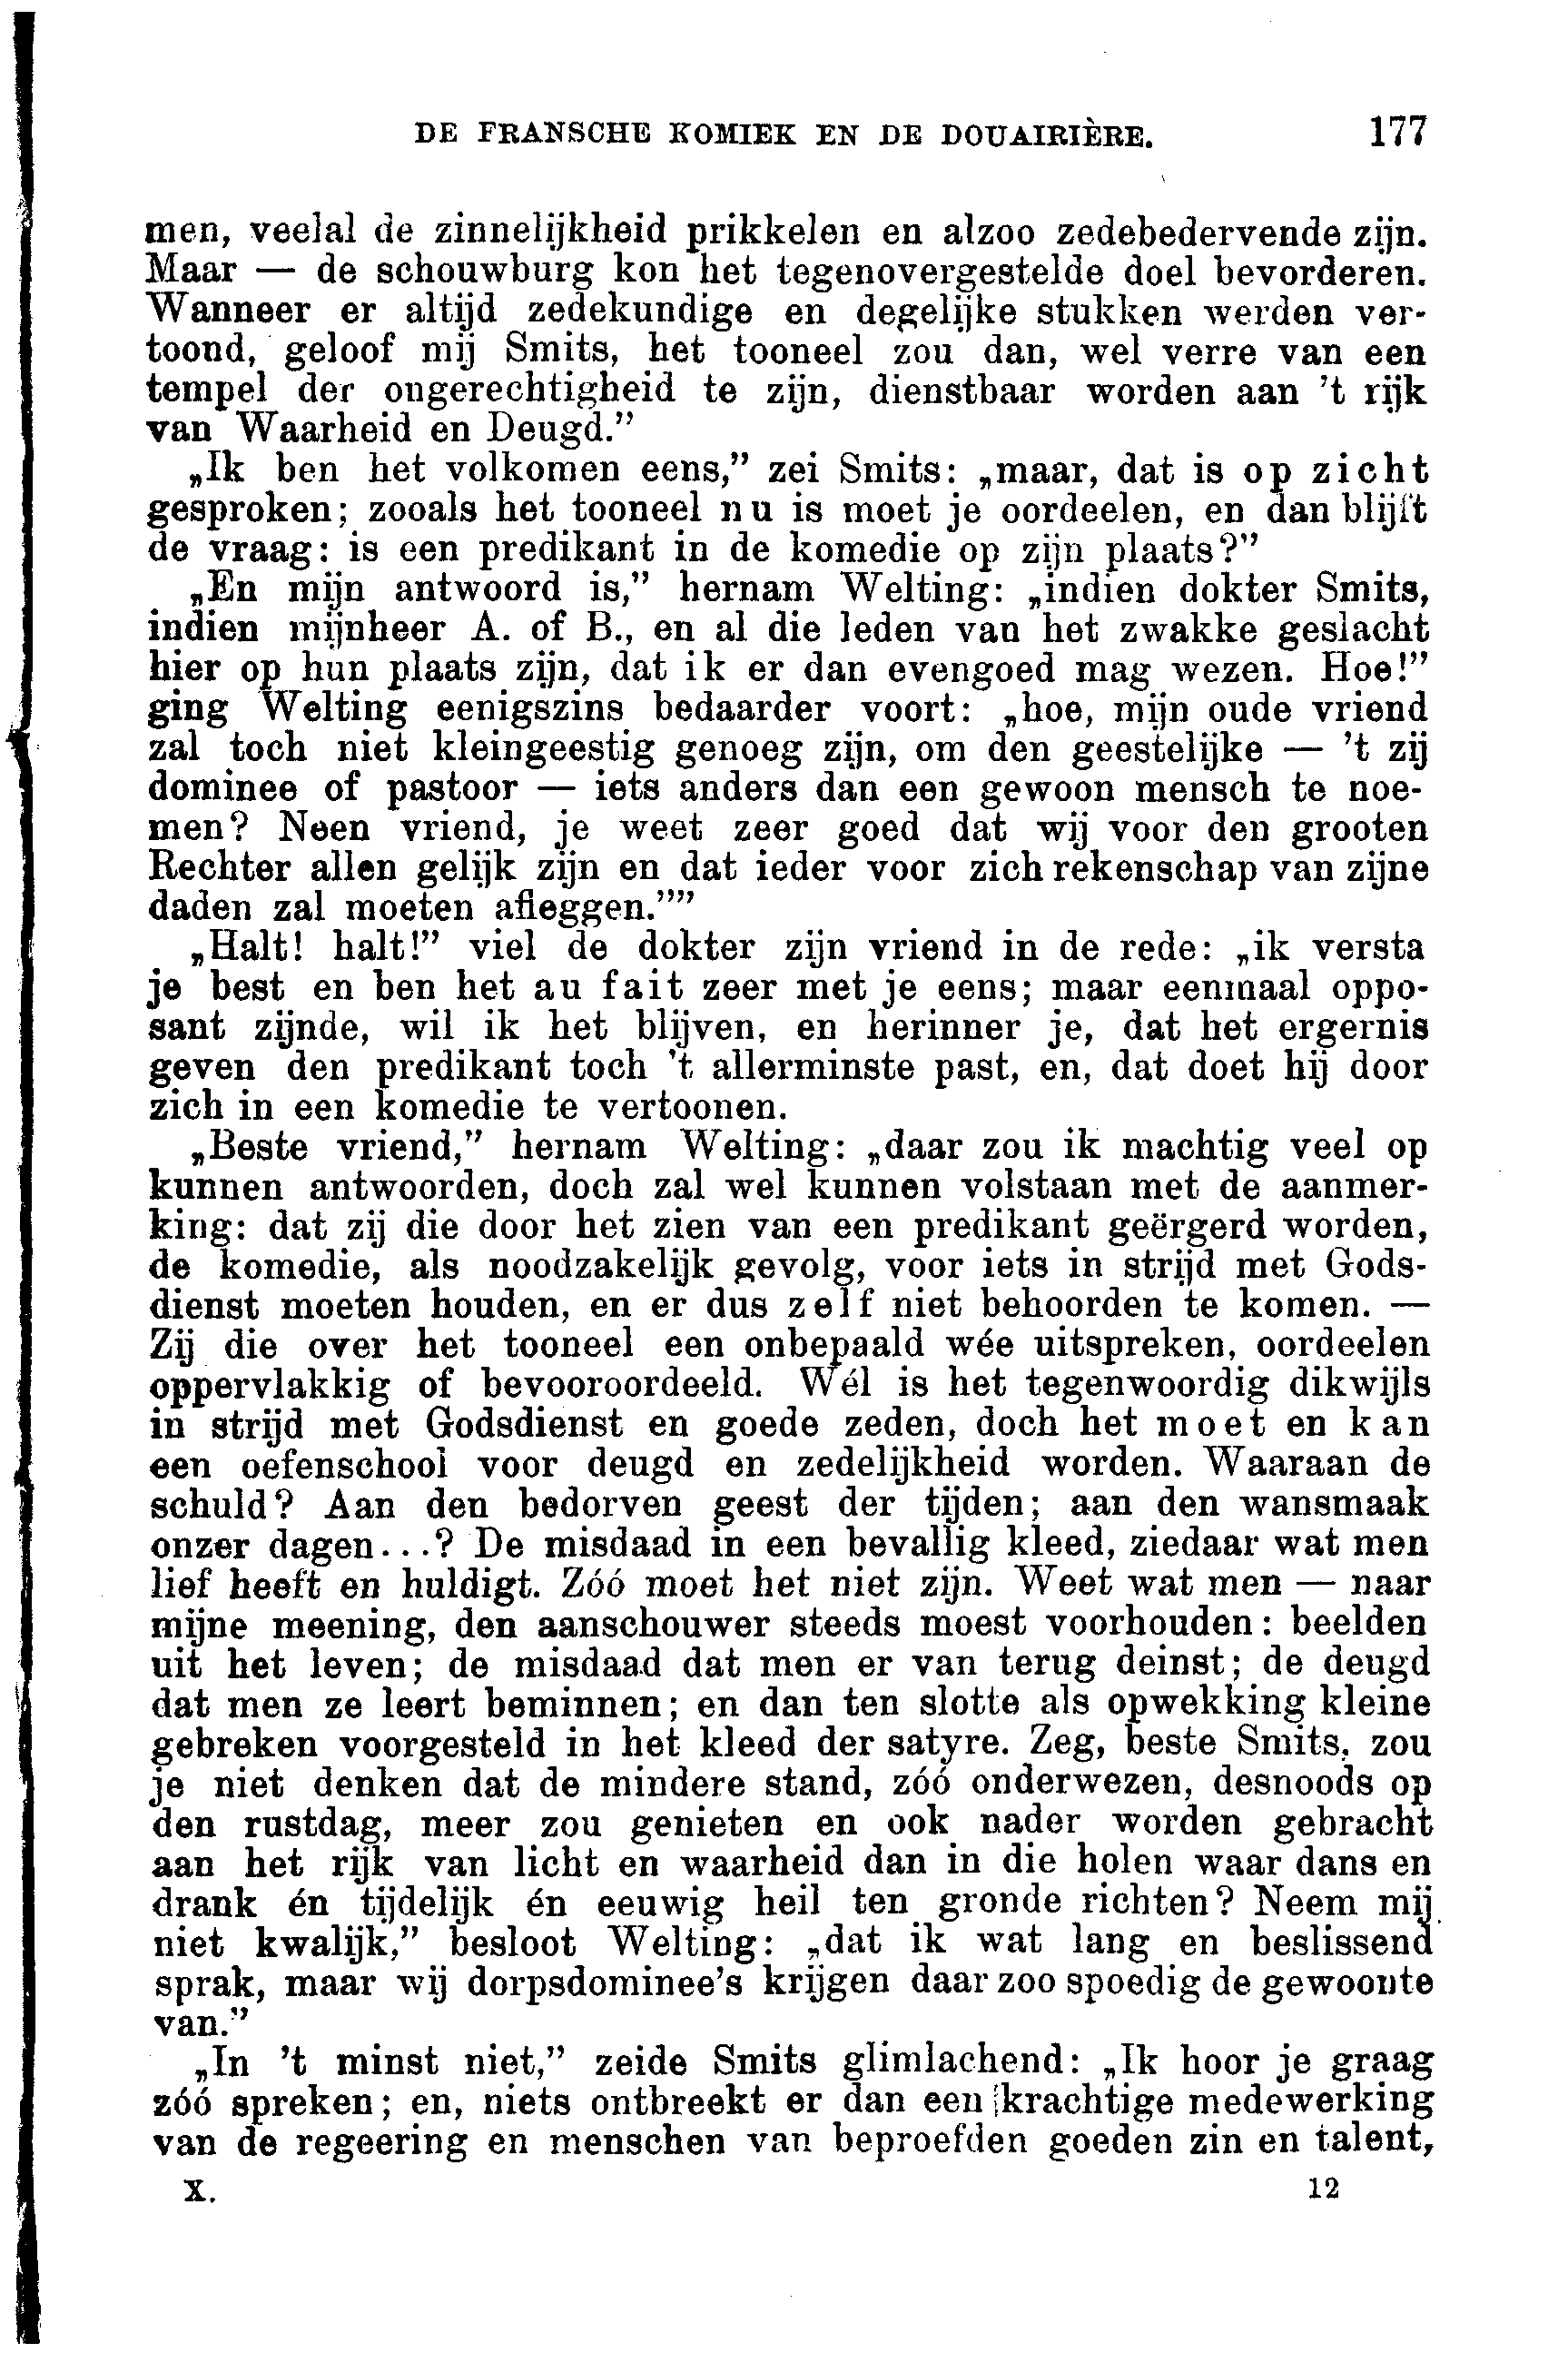 DE FRANSCHE KOMIEK EN DE DOUAIRIÈRE. 177
men, veelal de zinnelijkheid prikkelen en alzoo zedebedervende zijn.
Maar — de schouwburg kon het tegenovergestelde doel bevorderen.
Wanneer er altijd zedekundige en degelijke stukken werden ver-
toond, geloof mij Smits, het tooneel zou dan, wel verre van een
tempel der ongerechtigheid te zijn, dienstbaar worden aan 't rijk
van Waarheid en Deugd.”
„Ik ben het volkomen eens,” zei Smits: „maar, dat is op zicht
gesproken; zooals het tooneel nu is moet je oordeelen, en dan blijft
de vraag: is een predikant in de komedie op zijn plaats?”
„En mijn antwoord is,” hernam Welting: „indien dokter Smits,
indien mijnheer A. of B., en al die leden van het zwakke geslacht
hier op hun plaats zijn, dat ik er dan evengoed mag wezen. Hoe!”
ging Welting eenigszins bedaarder voort: „hoe, mijn oude vriend
zal toch niet kleingeestig genoeg zijn, om den geestelijke — 't zij
dominee of pastoor — iets anders dan een gewoon mensch te noe-
men? Neen vriend, je weet zeer goed dat wij voor den grooten
Rechter allen gelijk zijn en dat ieder voor zich rekenschap van zijne
daden zal moeten afleggen.””
„Halt! halt!” viel de dokter zijn vriend in de rede: „ik versta
je best en ben het au fait zeer met je eens; maar eenmaal oppo-
sant zijnde, wil ik het blijven, en herinner je, dat het ergernis
geven den predikant toch 't allerminste past, en, dat doet hij door
zich in een komedie te vertoonen.
„Beste vriend,” hernam Welting: „daar zou ik machtig veel op
kunnen antwoorden, doch zal wel kunnen volstaan met de aanmer-
king: dat zij die door het zien van een predikant geërgerd worden,
de komedie, als noodzakelijk gevolg, voor iets in strijd met Gods-
dienst moeten houden, en er dus zelf niet behoorden te komen. —
Zij die over het tooneel een onbepaald wée uitspreken, oordeelen
oppervlakkig of bevooroordeeld. Wél is het tegenwoordig dikwijls
in strijd met Godsdienst en goede zeden, doch het moet en kan
een oefenschool voor deugd en zedelijkheid worden. Waaraan de
schuld? Aan den bedorven geest der tijden; aan den wansmaak
onzer dagen...? De misdaad in een bevallig kleed, ziedaar wat men
lief heeft en huldigt. Zóó moet het niet zijn. Weet wat men — naar
mijne meening, den aanschouwer steeds moest voorhouden: beelden
uit het leven; de misdaad dat men er van terug deinst; de deugd
dat men ze leert beminnen; en dan ten slotte als opwekking kleine
gebreken voorgesteld in het kleed der satyre. Zeg, beste Smits, zou
je niet denken dat de mindere stand, zóó onderwezen, desnoods op
den rustdag, meer zou genieten en ook nader worden gebracht
aan het rijk van licht en waarheid dan in die holen waar dans en
drank én tijdelijk én eeuwig heil ten gronde richten? Neem mij
niet kwalijk,” besloot Welting: „dat ik wat lang en beslissend
sprak, maar wij dorpsdominee's krijgen daar zoo spoedig de gewoonte
van.”
„In 't minst niet,” zeide Smits glimlachend: „Ik hoor je graag
zóó spreken; en, niets ontbreekt er dan een krachtige medewerking
van de regeering en menschen van beproefden goeden zin en talent,
X. 12